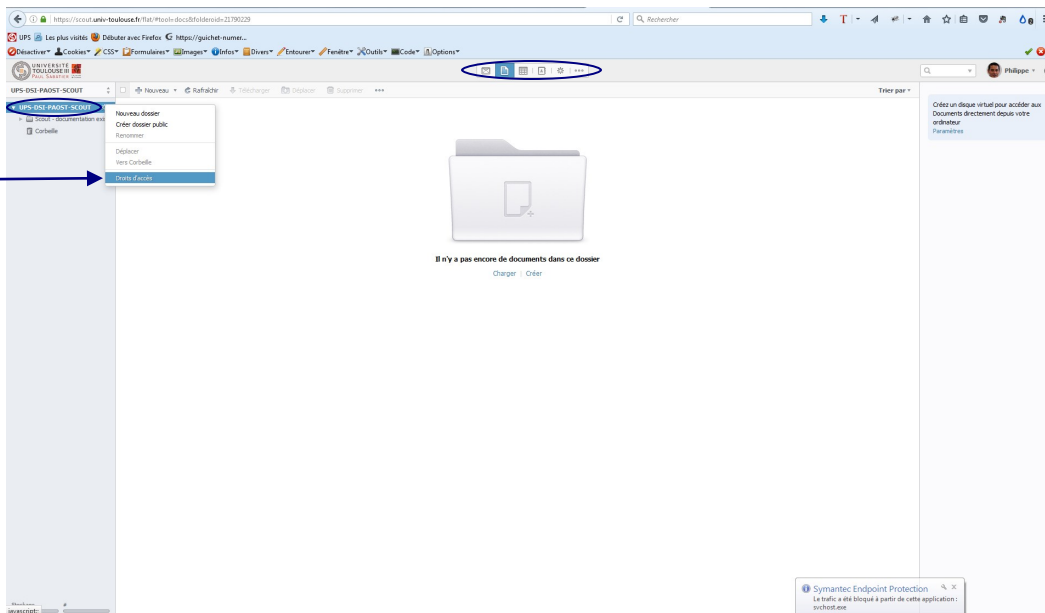 https://scout.univ-toulouse.fr/flat/#tool=docs&folderoid=21790229
Rechercher
UPS Les plus visités Débuter avec Firefox https://guichet-numer...
Désactiver Cookies CSS Formulaires Images Infos Divers Entourer Fenêtre Outils Code Options
UNIVERSITÉ
TOULOUSE III
PAUL SABATIER
Philippe
UPS-DSI-PAOST-SCOUT Nouveau Rafraîchir Télécharger Déplacer Supprimer ••• Trier par
UPS-DSI-PAOST-SCOUT
Scout - documentation
Corbeille
Nouveau dossier
Créer dossier public
Renommer
Déplacer
Vers Corbeille
Droits d'accès
Créez un disque virtuel pour accéder aux
Documents directement depuis votre
ordinateur
Paramètres
Il n'y a pas encore de documents dans ce dossier
Charger | Créer
Symantec Endpoint Protection
Le trafic a été bloqué à partir de cette application :
svchost.exe
javascript: